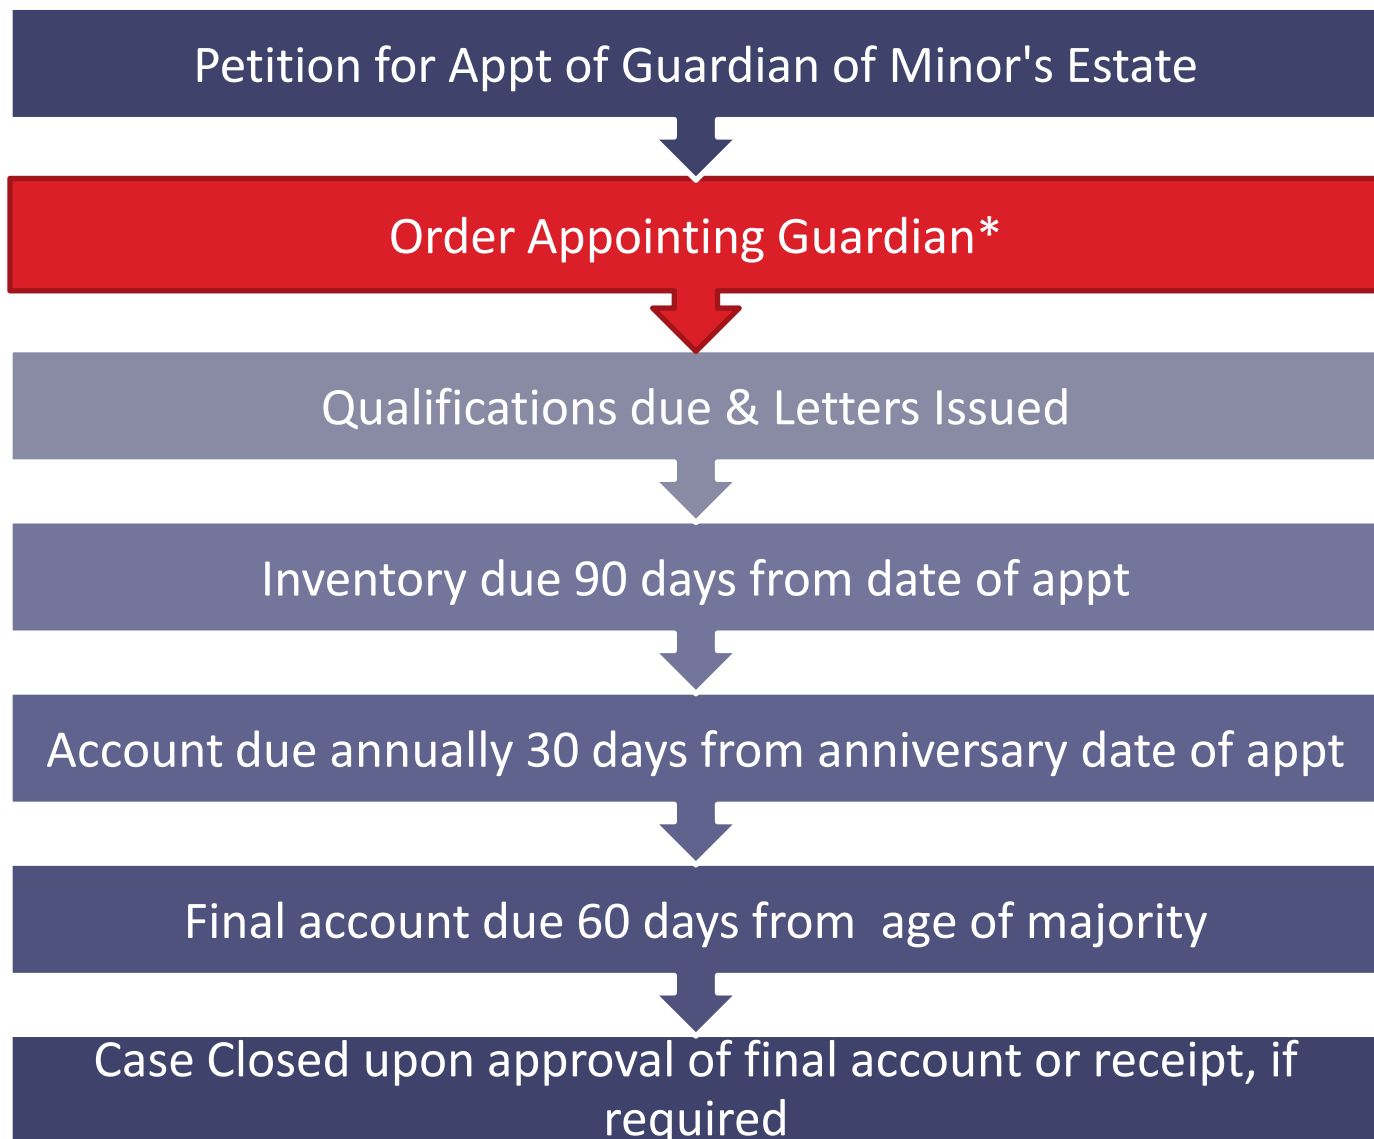 Petition for Appt of Guardian of Minor's Estate
Order Appointing Guardian*
Qualifications due & Letters Issued
Inventory due 90 days from date of appt
Account due annually 30 days from anniversary date of appt
Final account due 60 days from  age of majority
Case Closed upon approval of final account or receipt, if
required